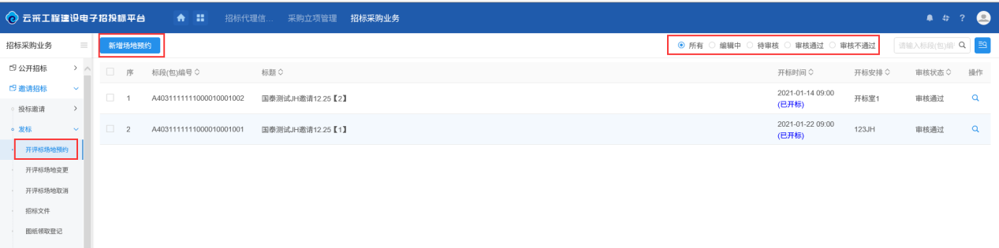 云采工程建设电子招投标平台 招标代理信... 采购立项管理 招标采购业务
招标采购业务 新增场地预约 所有 编辑中 待审核 审核通过 审核不通过 请输入标段(包)编
公开招标
邀请招标
投标邀请
发标
开评标场地预约
开评标场地变更
开评标场地取消
招标文件
图纸领取登记
序 标段(包)编号 标题 开标时间 开标安排 审核状态 操作
1 A4031111111000010001002 国泰测试JH邀请12.25【2】 2021-01-14 09:00 开标室1 审核通过
(已开标)
2 A4031111111000010001001 国泰测试JH邀请12.25【1】 2021-01-22 09:00 123JH 审核通过
(已开标)